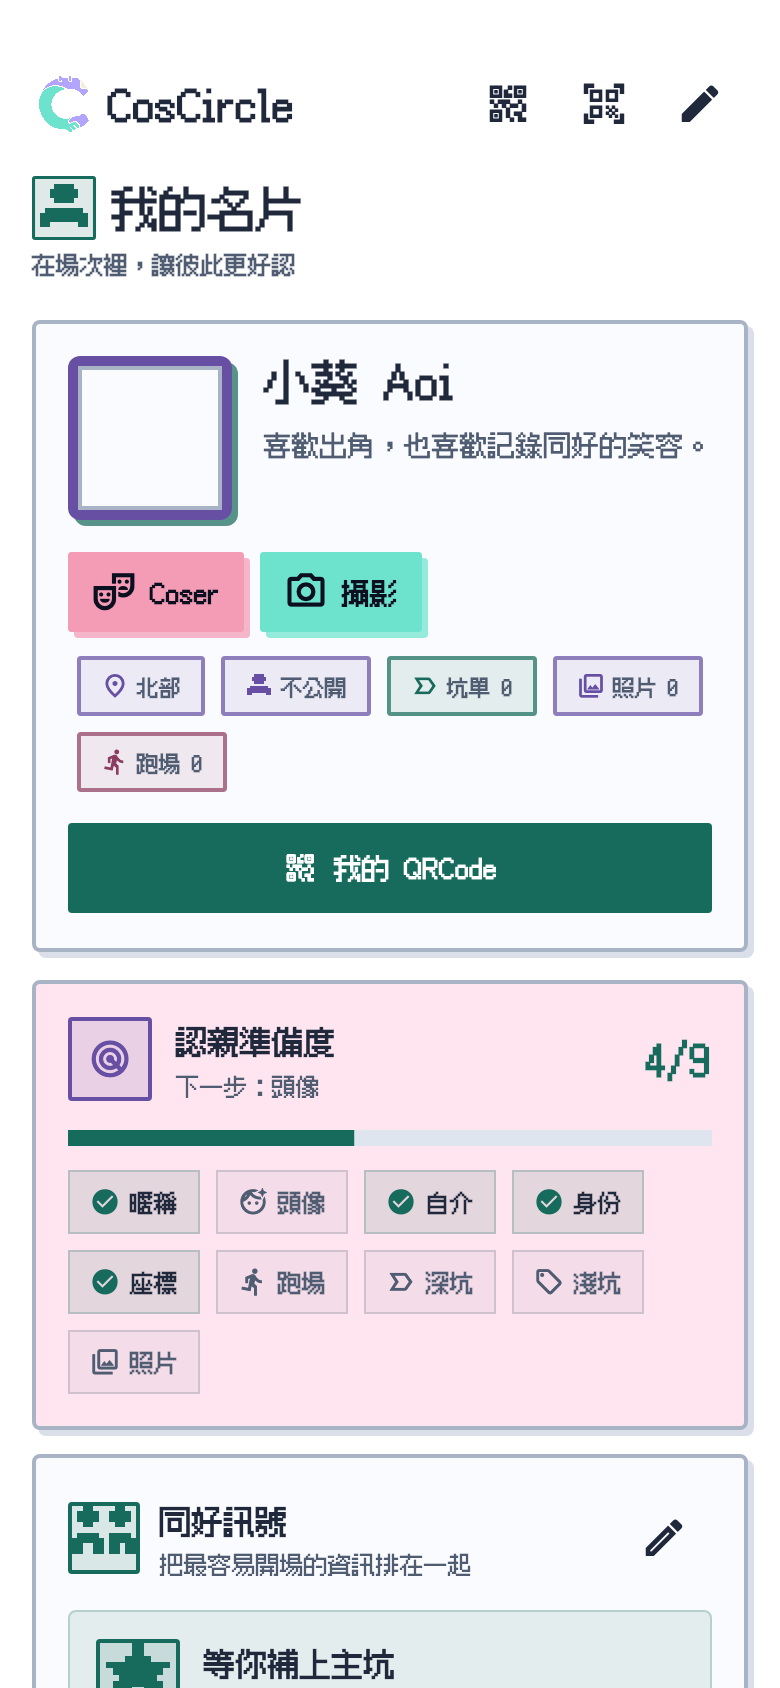 CosCircle
我的名片
在場次裡，讓彼此更好認
小葵 Aoi
喜歡出角，也喜歡記錄同好的笑容。
Coser 攝影
北部 不公開 坑單 0 照片 0
跑場 0
我的 QRCode
認親準備度
4/9
下一步：頭像
暱稱 頭像 自介 身份
座標 跑場 深坑 淺坑
照片
同好訊號
把最容易開場的資訊排在一起
等你補上主坑